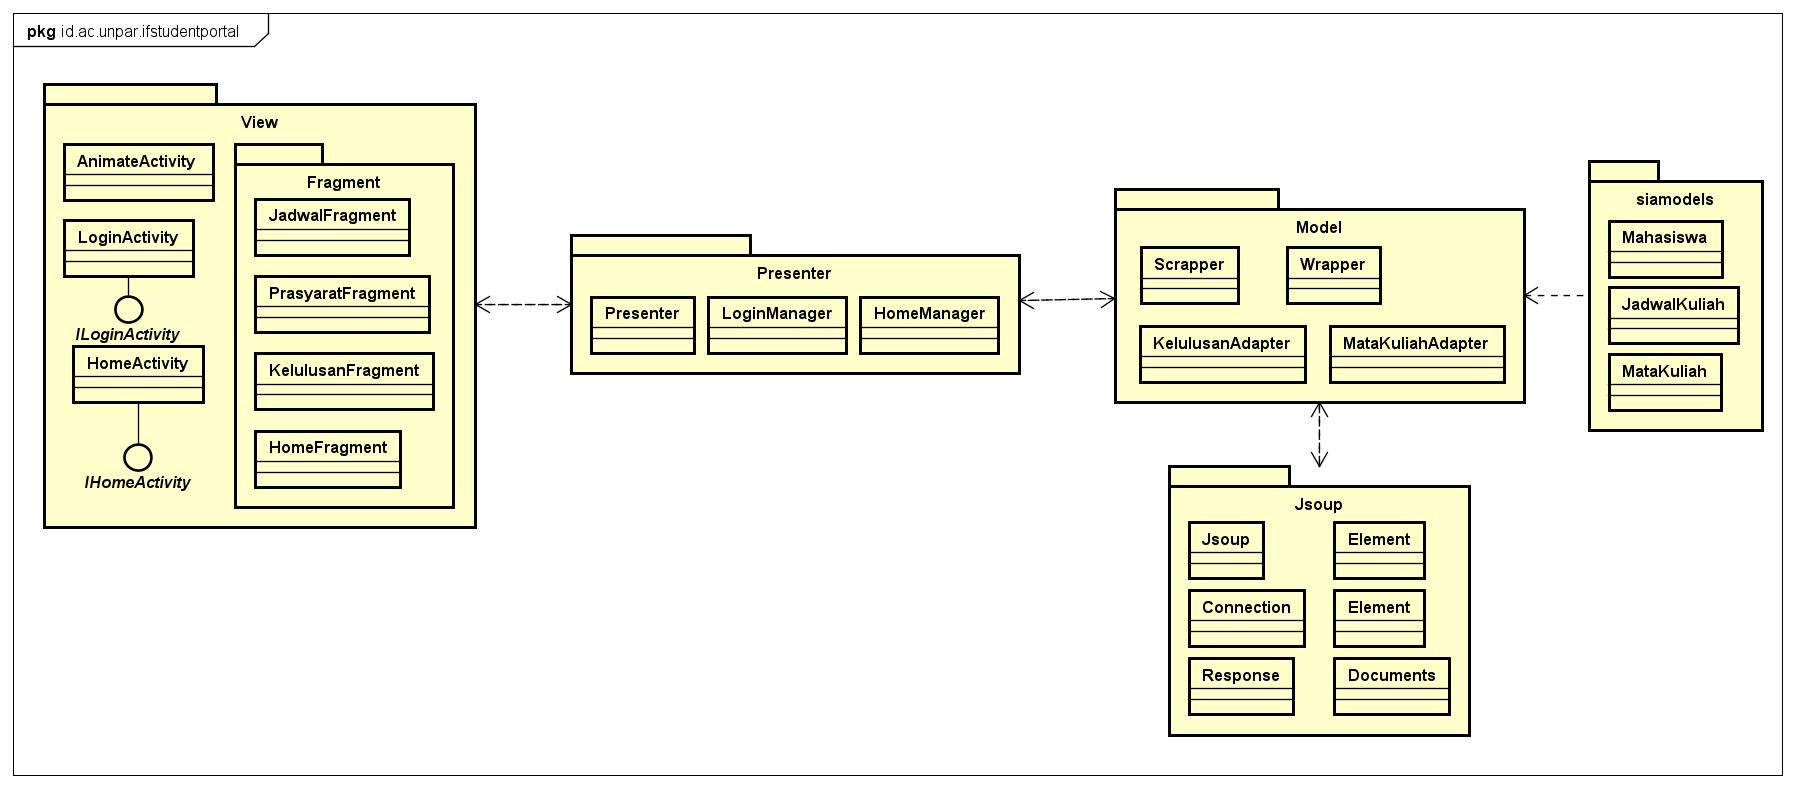 pkg id.ac.unpar.ifstudentportal
View
AnimateActivity
LoginActivity
ILoginActivity
HomeActivity
IHomeActivity
Fragment
JadwalFragment
PrasyaratFragment
KelulusanFragment
HomeFragment
Presenter
Presenter
LoginManager
HomeManager
Model
Scrapper
Wrapper
KelulusanAdapter
MataKuliahAdapter
siamodels
Mahasiswa
JadwalKuliah
MataKuliah
Jsoup
Jsoup
Element
Connection
Element
Response
Documents